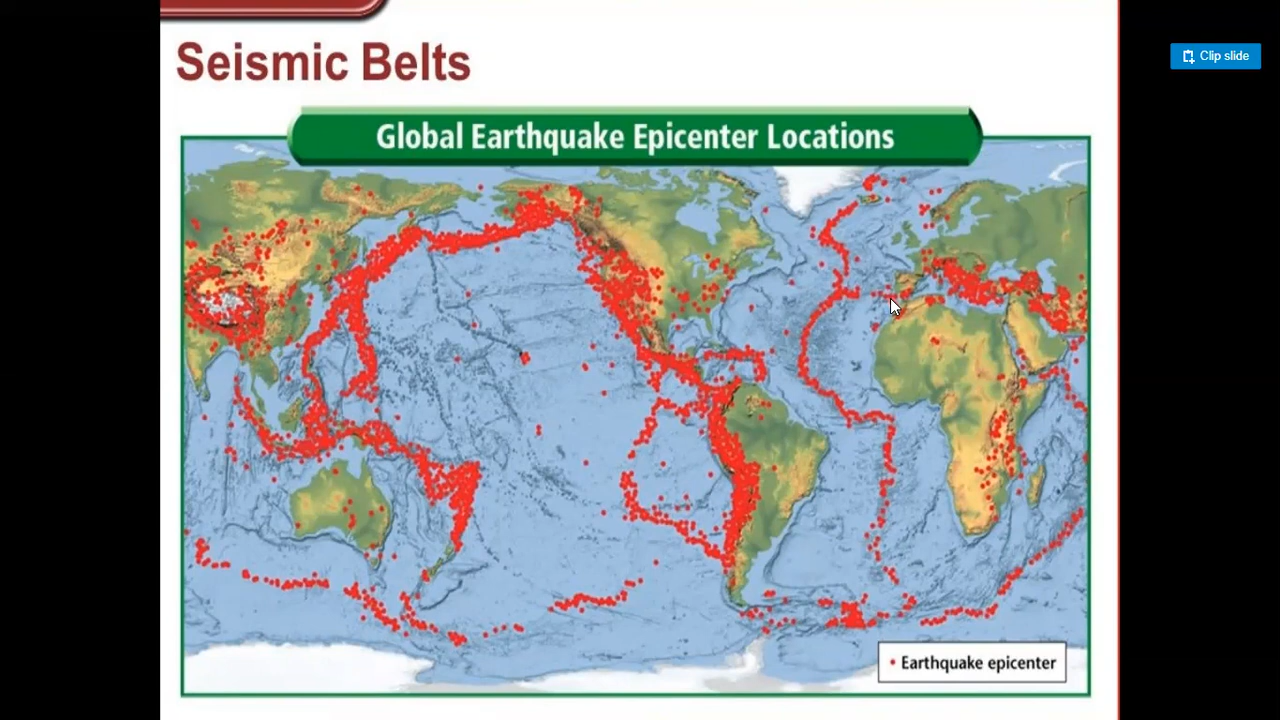 Clip slide
Seismic Belts
Global Earthquake Epicenter Locations
Earthquake epicenter